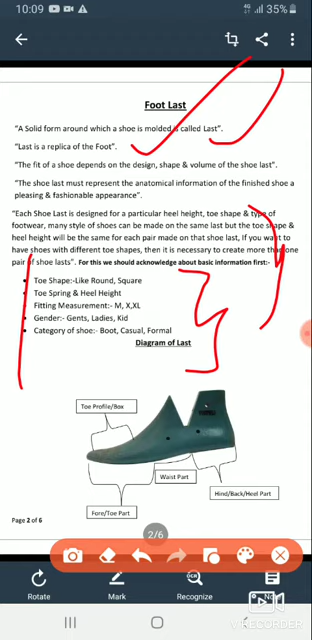 10:09
4G
35%
Foot Last
"A Solid form around which a shoe is molded is called Last".
"Last is a replica of the Foot".
"The fit of a shoe depends on the design, shape & volume of the shoe last".
"The shoe last must represent the anatomical information of the finished shoe a
pleasing & fashionable appearance".
"Each Shoe Last is designed for a particular heel height, toe shape & type of
footwear, many style of shoes can be made on the same last but the toe shape &
heel height will be the same for each pair made on that shoe last, If you want to
have shoes with different toe shapes, then it is necessary to create more than one
pair of shoe lasts". For this we should acknowledge about basic information first:-
• Toe Shape:-Like Round, Square
• Toe Spring & Heel Height
Fitting Measurement:- M, X,XL
• Gender:- Gents, Ladies, Kid
• Category of shoe:- Boot, Casual, Formal
Diagram of Last
Toe Profile/Box
Waist Part
Hind/Back/Heel Part
Fore/Toe Part
Page 2 of 6
2/6
Rotate
Mark
OCR
Recognize
VRECORDER